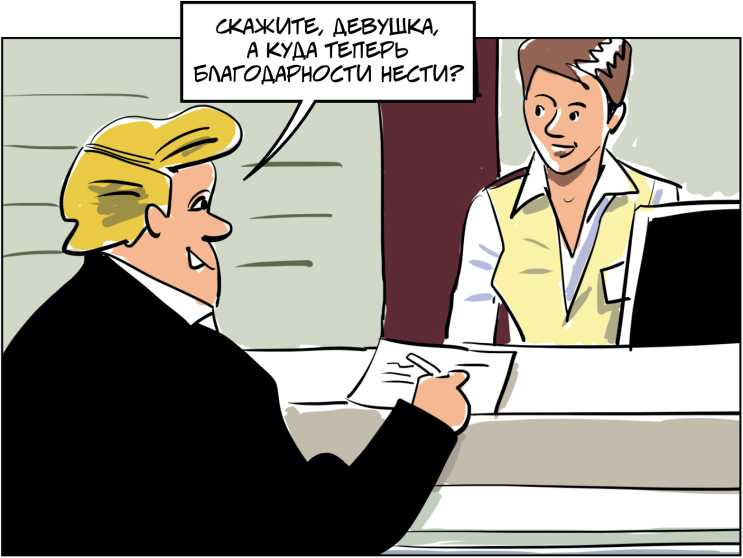 СКАЖИТЕ, ДЕВУШКА,
А КУДА ТЕПЕРЬ
БЛАГОДАРНОСТИ НЕСТИ?